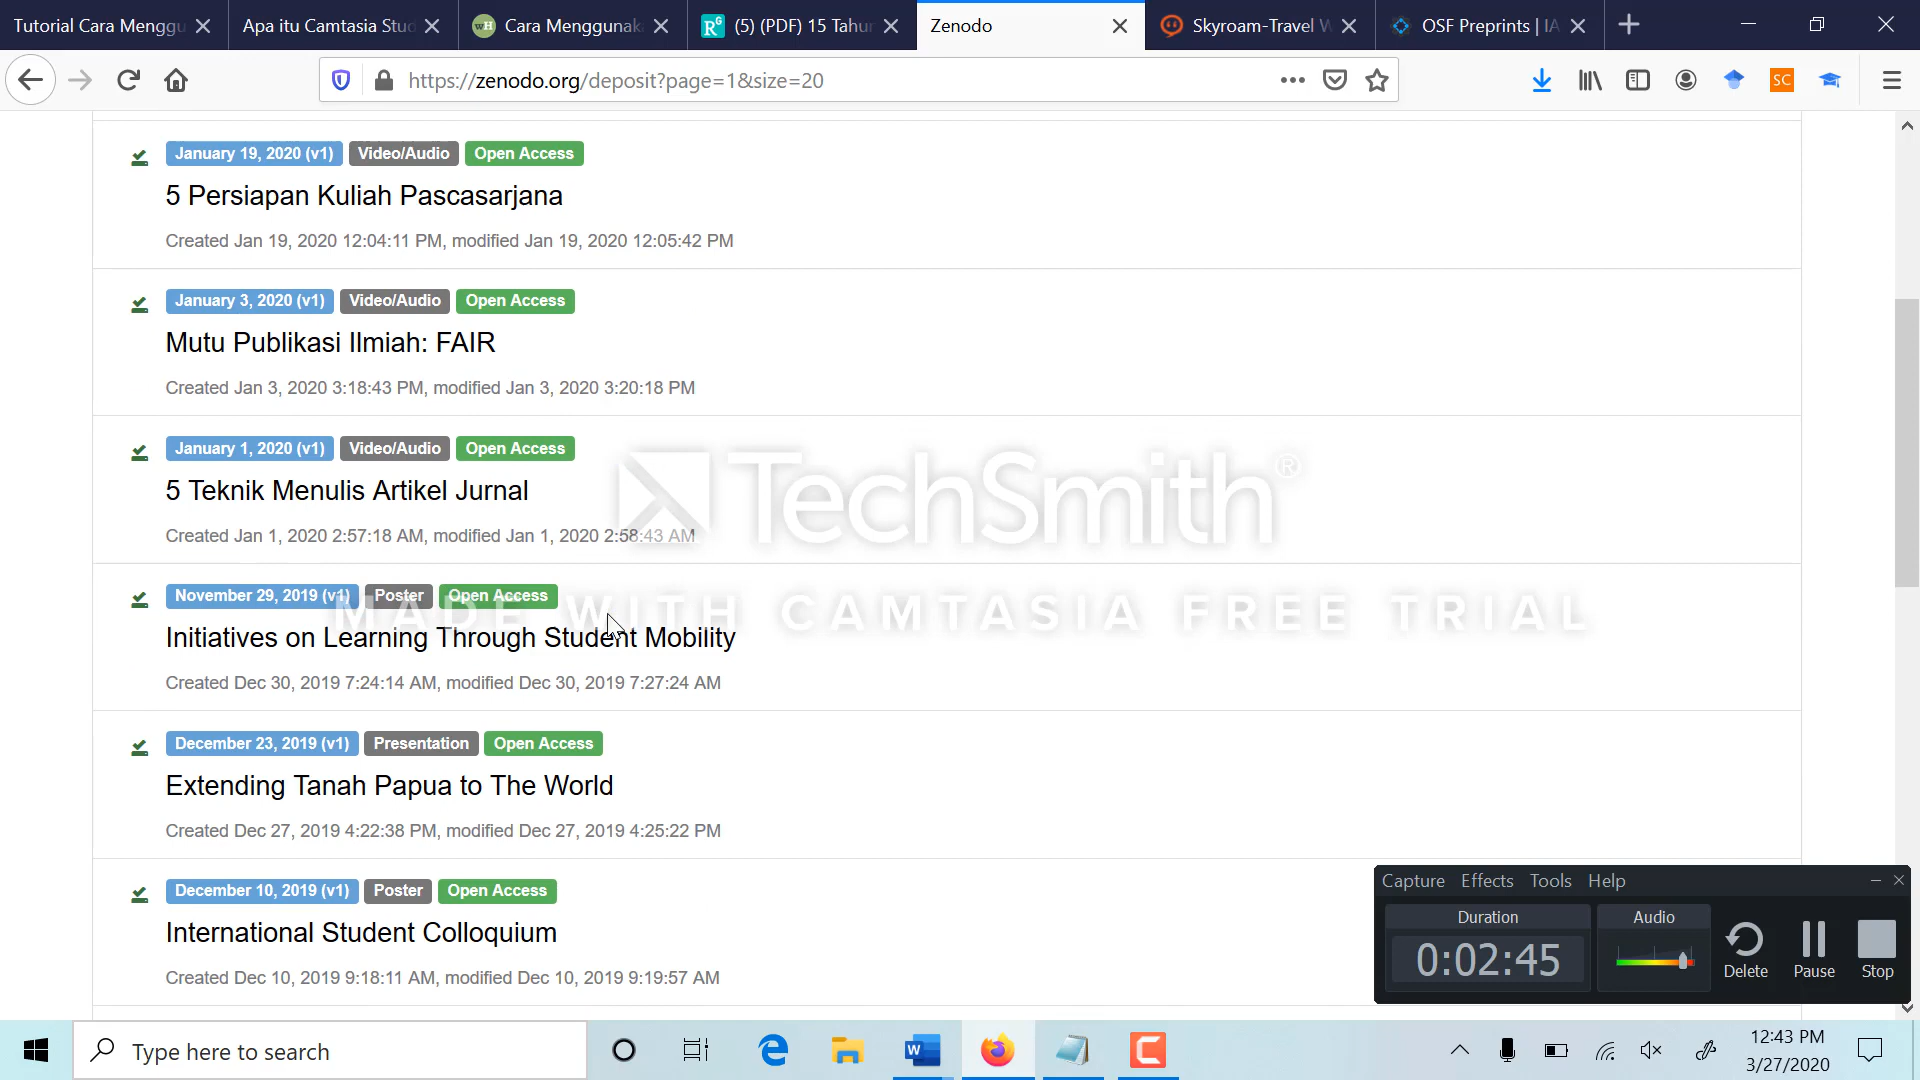 Tutorial Cara Menggu
Apa itu Camtasia Stud
Cara Menggunak
(5) (PDF) 15 Tahun
Zenodo
Skyroam-Travel W
OSF Preprints | IA
https://zenodo.org/deposit?page=1&size=20
SC
January 19, 2020 (v1) Video/Audio Open Access
5 Persiapan Kuliah Pascasarjana
Created Jan 19, 2020 12:04:11 PM, modified Jan 19, 2020 12:05:42 PM
January 3, 2020 (v1) Video/Audio Open Access
Mutu Publikasi Ilmiah: FAIR
Created Jan 3, 2020 3:18:43 PM, modified Jan 3, 2020 3:20:18 PM
January 1, 2020 (v1) Video/Audio Open Access
5 Teknik Menulis Artikel Jurnal
Created Jan 1, 2020 2:57:18 AM, modified Jan 1, 2020 2:58:43 AM
TechSmith®
MADE WITH CAMTASIA FREE TRIAL
November 29, 2019 (v1) Poster Open Access
Initiatives on Learning Through Student Mobility
Created Dec 30, 2019 7:24:14 AM, modified Dec 30, 2019 7:27:24 AM
December 23, 2019 (v1) Presentation Open Access
Extending Tanah Papua to The World
Created Dec 27, 2019 4:22:38 PM, modified Dec 27, 2019 4:25:22 PM
December 10, 2019 (v1) Poster Open Access
International Student Colloquium
Created Dec 10, 2019 9:18:11 AM, modified Dec 10, 2019 9:19:57 AM
Capture Effects Tools Help
Duration
Audio
0:02:45
Delete Pause Stop
Type here to search
12:43 PM
3/27/2020